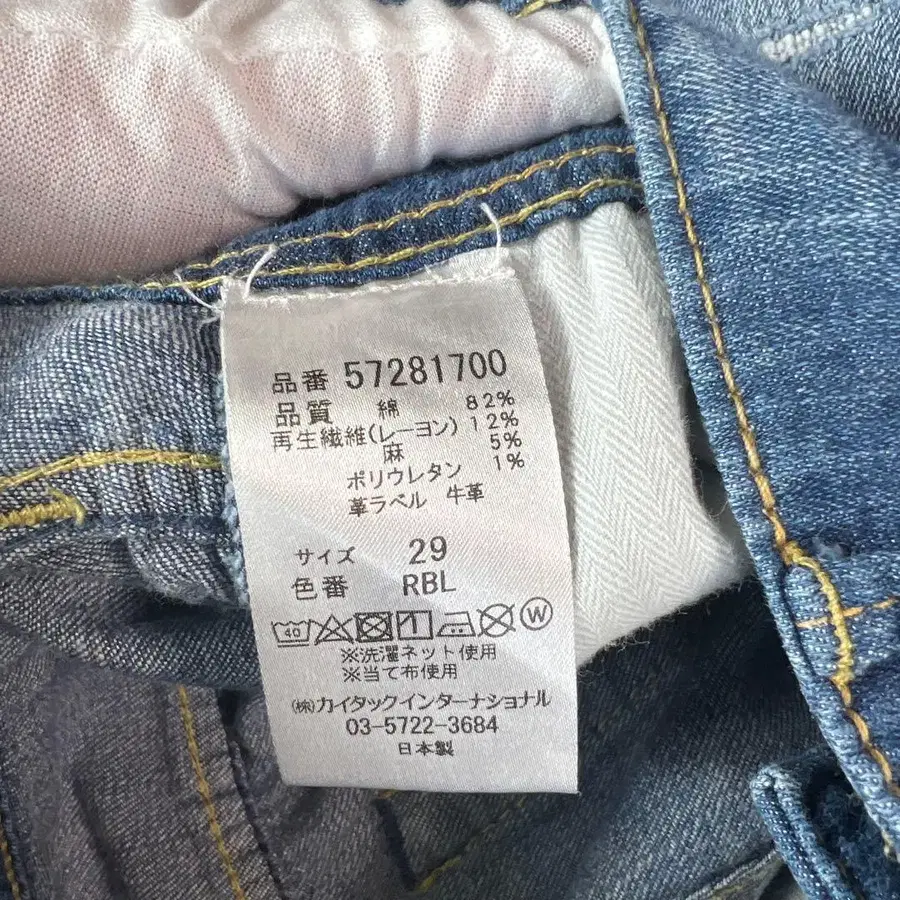 品番 57281700
品質 綿 82%
再生繊維(レーヨン) 12%
麻 5%
ポリウレタン 1%
革ラベル 牛革
サイズ 29
色番 RBL
40 W
※洗濯ネット使用
※当て布使用
㈱カイタックインターナショナル
03-5722-3684
日本製